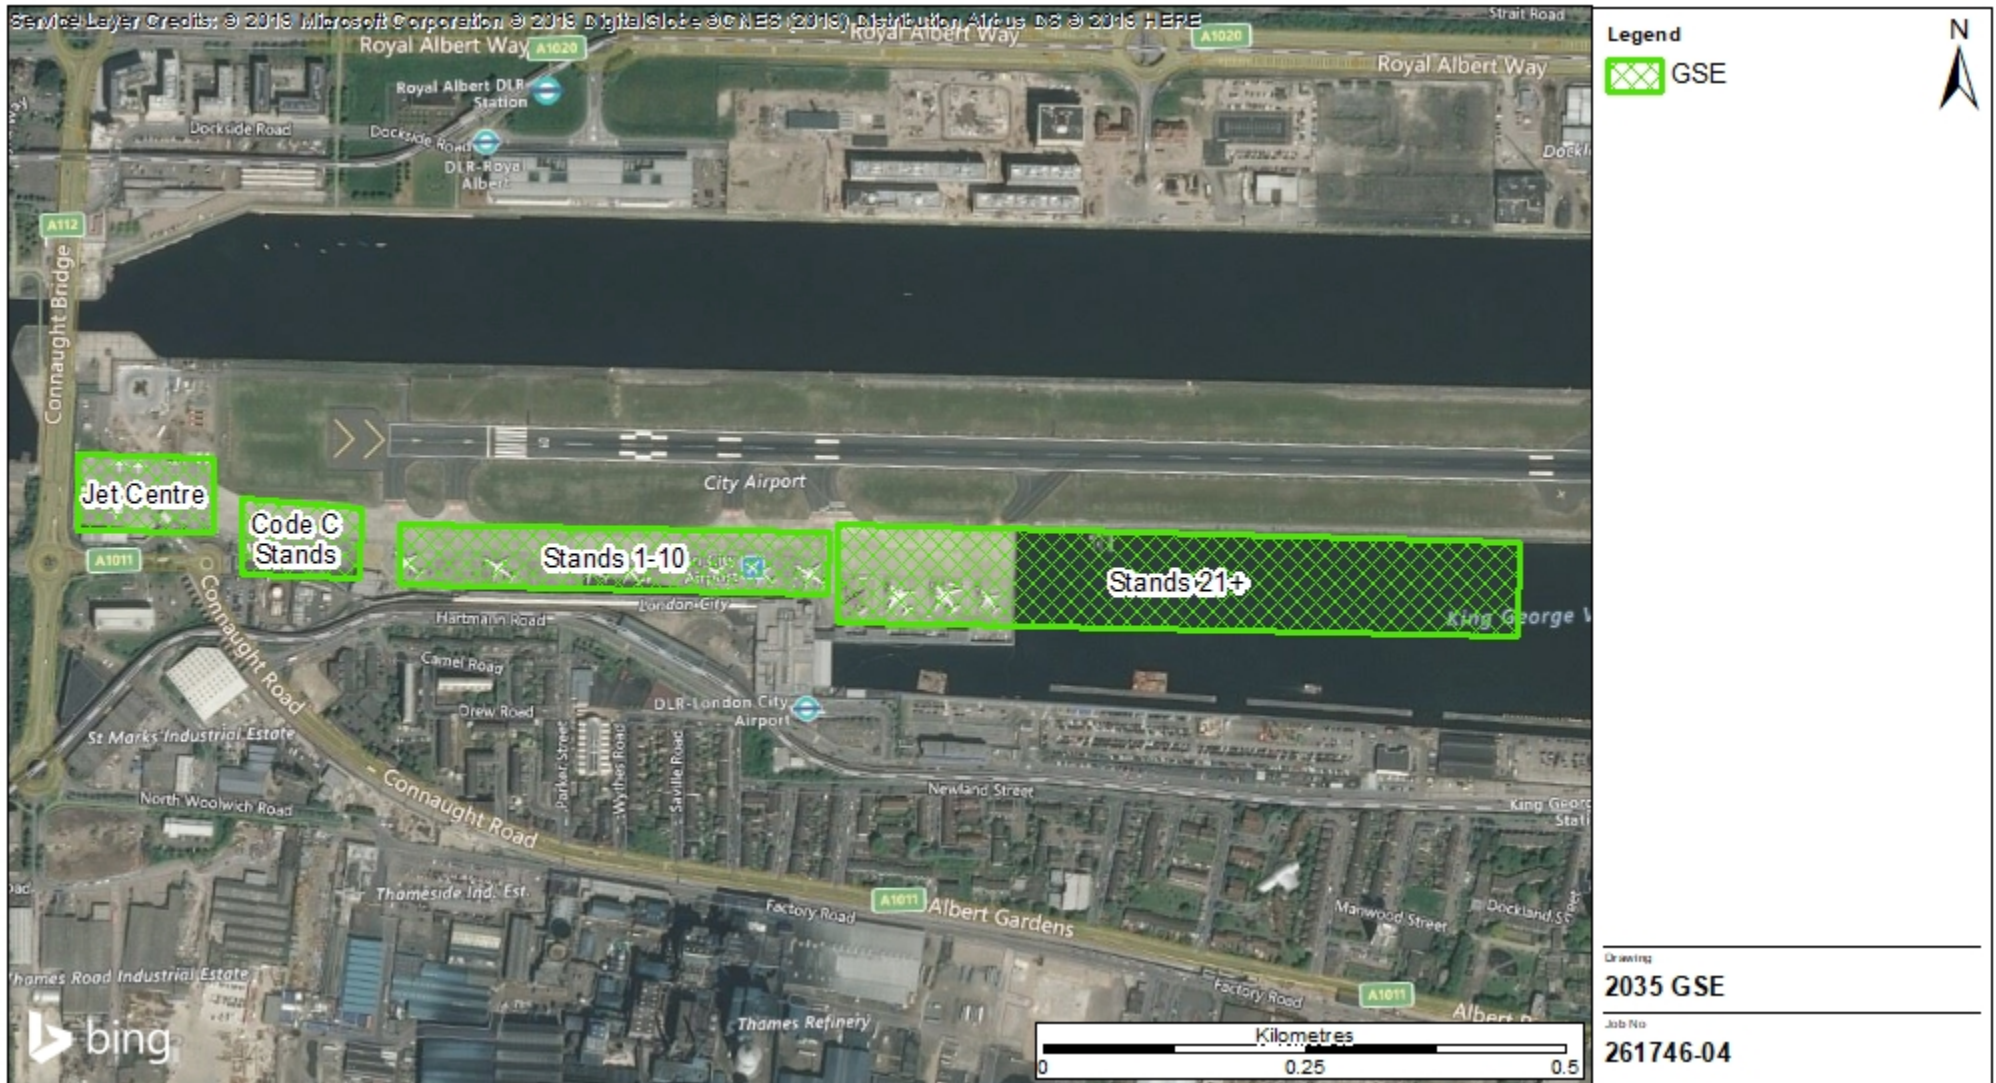 Service Layer Credits: © 2018 Microsoft Corporation © 2018 DigitalGlobe ©CNES (2018) Distribution Airbus DS © 2018 HERE
Strait Road
Royal Albert Way
A1020
Royal Albert Way
A1020
Royal Albert Way
Royal Albert DLR
Station
Dockside Road
Dockside Road
DLR-Royal
Albert
A112
Connaught Bridge
City Airport
Jet Centre
Code C
Stands
Stands 1-10
Airport
Stands 21+
King George V
A1011
London City
Hartmann Road
Connaught Road
Camel Road
Drew Road
DLR-London City
Airport
St Marks Industrial Estate
Parker Street
Wythes Road
Saville Road
North Woolwich Road
Connaught Road
Newland Street
Thameside Ind. Est.
Factory Road
A1011
Albert Gardens
Manwood Street
Factory Road
A1011
Thames Refinery
bing
Kilometres
0
0.25
0.5
Legend
GSE
N
Drawing
2035 GSE
Job No
261746-04